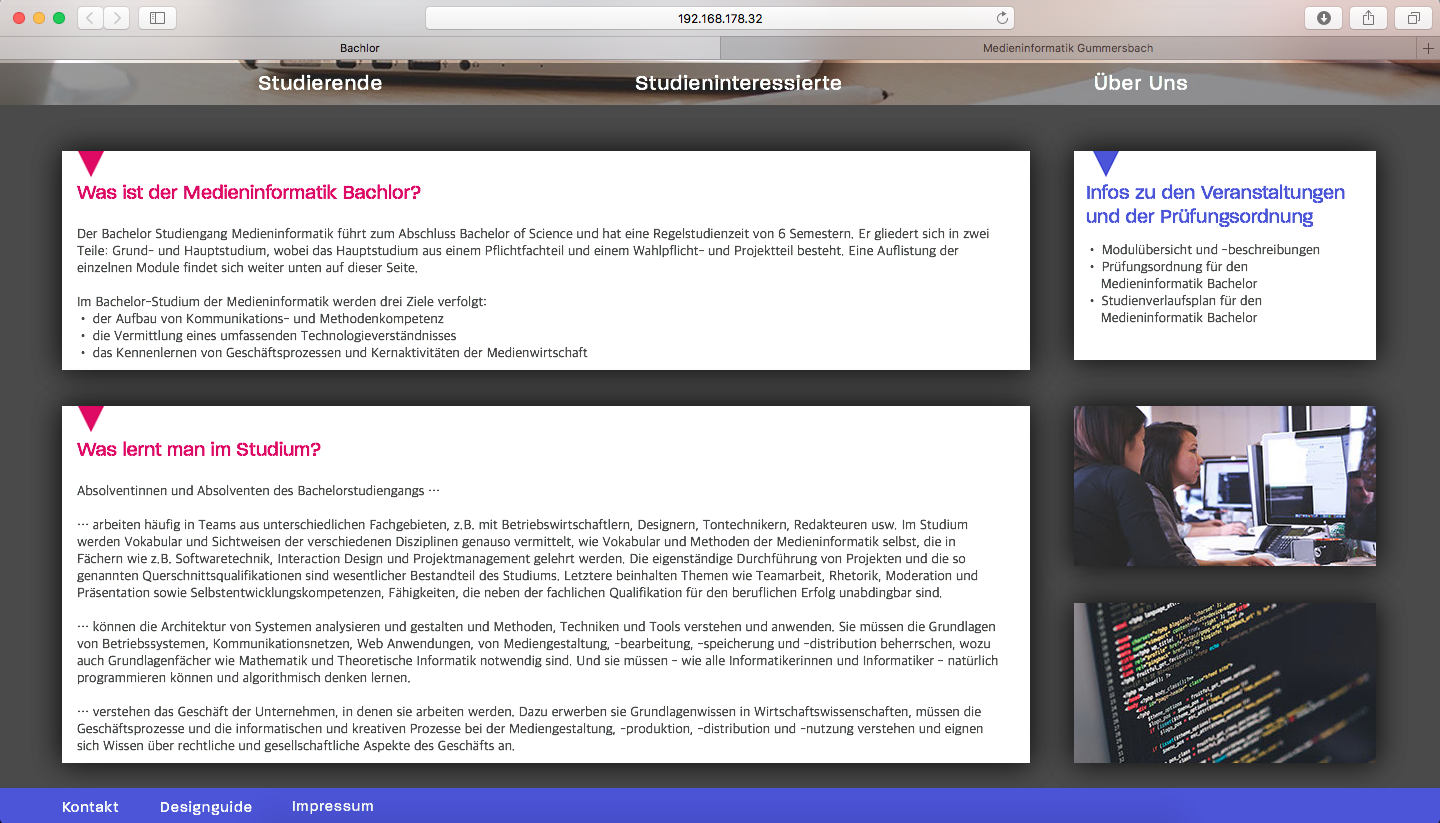 192.168.178.32
Bachlor
Medieninformatik Gummersbach
Studierende
Studieninteressierte
Über Uns
Was ist der Medieninformatik Bachlor?
Der Bachelor Studiengang Medieninformatik führt zum Abschluss Bachelor of Science und hat eine Regelstudienzeit von 6 Semestern. Er gliedert sich in zwei
Teile: Grund- und Hauptstudium, wobei das Hauptstudium aus einem Pflichtfachteil und einem Wahlpflicht- und Projektteil besteht. Eine Auflistung der
einzelnen Module findet sich weiter unten auf dieser Seite.
Im Bachelor-Studium der Medieninformatik werden drei Ziele verfolgt:
• der Aufbau von Kommunikations- und Methodenkompetenz
• die Vermittlung eines umfassenden Technologieverständnisses
• das Kennenlernen von Geschäftsprozessen und Kernaktivitäten der Medienwirtschaft
Infos zu den Veranstaltungen
und der Prüfungsordnung
• Modulübersicht und -beschreibungen
• Prüfungsordnung für den
Medieninformatik Bachelor
• Studienverlaufsplan für den
Medieninformatik Bachelor
Was lernt man im Studium?
Absolventinnen und Absolventen des Bachelorstudiengangs ···
··· arbeiten häufig in Teams aus unterschiedlichen Fachgebieten, z.B. mit Betriebswirtschaftlern, Designern, Tontechnikern, Redakteuren usw. Im Studium
werden Vokabular und Sichtweisen der verschiedenen Disziplinen genauso vermittelt, wie Vokabular und Methoden der Medieninformatik selbst, die in
Fächern wie z.B. Softwaretechnik, Interaction Design und Projektmanagement gelehrt werden. Die eigenständige Durchführung von Projekten und die so
genannten Querschnittsqualifikationen sind wesentlicher Bestandteil des Studiums. Letztere beinhalten Themen wie Teamarbeit, Rhetorik, Moderation und
Präsentation sowie Selbstentwicklungskompetenzen, Fähigkeiten, die neben der fachlichen Qualifikation für den beruflichen Erfolg unabdingbar sind.
··· können die Architektur von Systemen analysieren und gestalten und Methoden, Techniken und Tools verstehen und anwenden. Sie müssen die Grundlagen
von Betriebssystemen, Kommunikationsnetzen, Web Anwendungen, von Mediengestaltung, -bearbeitung, -speicherung und -distribution beherrschen, wozu
auch Grundlagenfächer wie Mathematik und Theoretische Informatik notwendig sind. Und sie müssen - wie alle Informatikerinnen und Informatiker - natürlich
programmieren können und algorithmisch denken lernen.
··· verstehen das Geschäft der Unternehmen, in denen sie arbeiten werden. Dazu erwerben sie Grundlagenwissen in Wirtschaftswissenschaften, müssen die
Geschäftsprozesse und die informatischen und kreativen Prozesse bei der Mediengestaltung, -produktion, -distribution und -nutzung verstehen und eignen
sich Wissen über rechtliche und gesellschaftliche Aspekte des Geschäfts an.
Kontakt
Designguide
Impressum